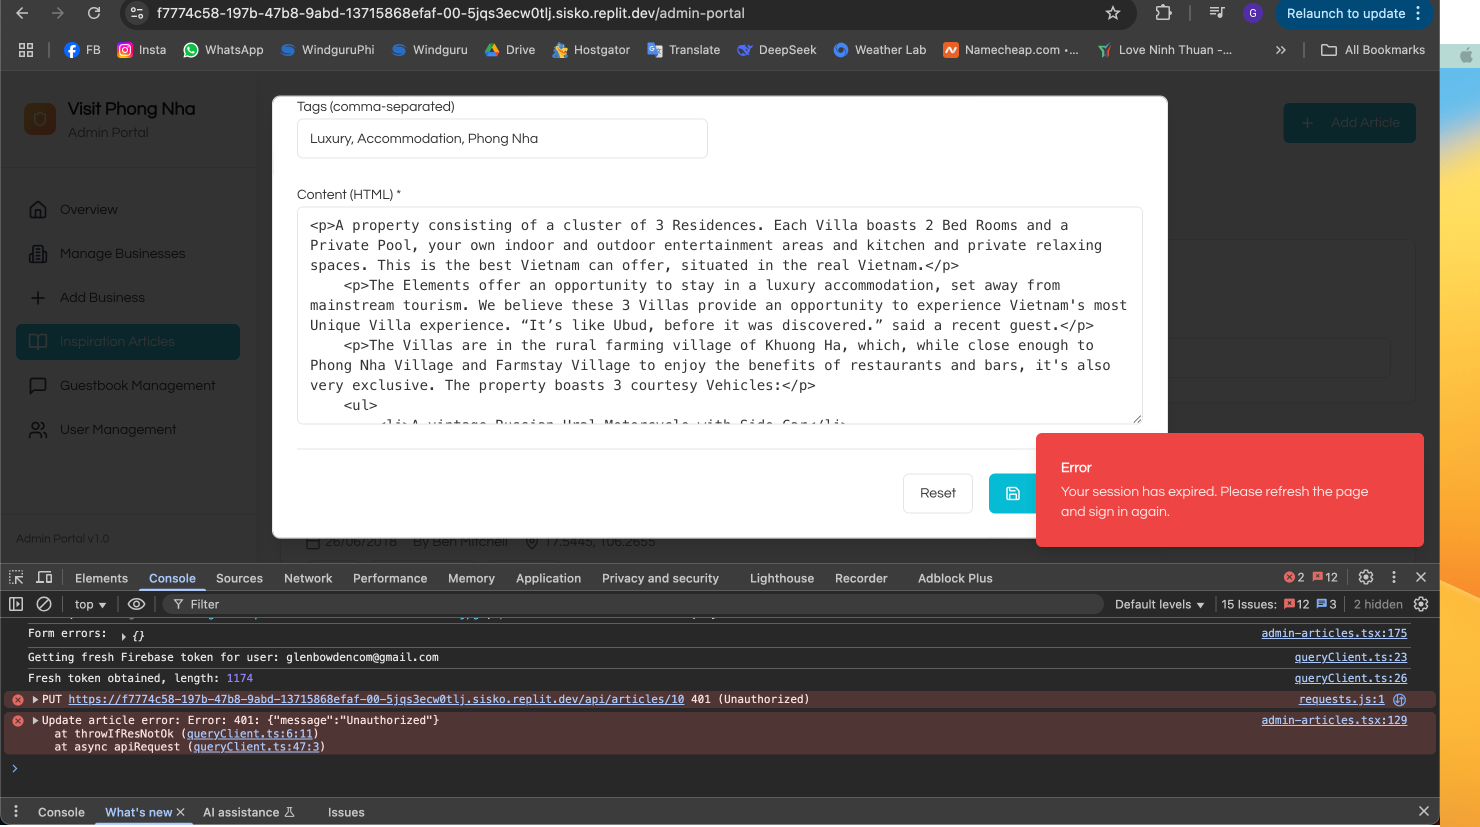 f7774c58-197b-47b8-9abd-13715868efaf-00-5jqs3ecw0tlj.sisko.replit.dev/admin-portal
G
Relaunch to update
FB
Insta
WhatsApp
WindguruPhi
Windguru
Drive
Hostgator
Translate
DeepSeek
Weather Lab
Namecheap.com •...
Love Ninh Thuan –...
»
All Bookmarks
Visit Phong Nha
Admin Portal
Overview
Manage Businesses
Add Business
Inspiration Articles
Guestbook Management
User Management
Admin Portal v1.0
Add Article
Tags (comma-separated)
Luxury, Accommodation, Phong Nha
Content (HTML) *
<p>A property consisting of a cluster of 3 Residences. Each Villa boasts 2 Bed Rooms and a
Private Pool, your own indoor and outdoor entertainment areas and kitchen and private relaxing
spaces. This is the best Vietnam can offer, situated in the real Vietnam.</p>
<p>The Elements offer an opportunity to stay in a luxury accommodation, set away from
mainstream tourism. We believe these 3 Villas provide an opportunity to experience Vietnam's most
Unique Villa experience. “It’s like Ubud, before it was discovered.” said a recent guest.</p>
<p>The Villas are in the rural farming village of Khuong Ha, which, while close enough to
Phong Nha Village and Farmstay Village to enjoy the benefits of restaurants and bars, it's also
very exclusive. The property boasts 3 courtesy Vehicles:</p>
<ul>
<li>A vintage Russian Ural Motorcycle with Side Car</li>
Reset
Error
Your session has expired. Please refresh the page
and sign in again.
26/06/2018 By Ben Mitchell 17.5445, 106.2655
Elements Console Sources Network Performance Memory Application Privacy and security Lighthouse Recorder Adblock Plus
2 12
top Filter Default levels 15 Issues: 12 3 2 hidden
Form errors: {}
admin-articles.tsx:175
Getting fresh Firebase token for user: glenbowdencom@gmail.com
queryClient.ts:23
Fresh token obtained, length: 1174
queryClient.ts:26
PUT https://f7774c58-197b-47b8-9abd-13715868efaf-00-5jqs3ecw0tlj.sisko.replit.dev/api/articles/10 401 (Unauthorized)
requests.js:1
Update article error: Error: 401: {"message":"Unauthorized"}
admin-articles.tsx:129
at throwIfResNotOk (queryClient.ts:6:11)
at async apiRequest (queryClient.ts:47:3)
Console What's new AI assistance Issues